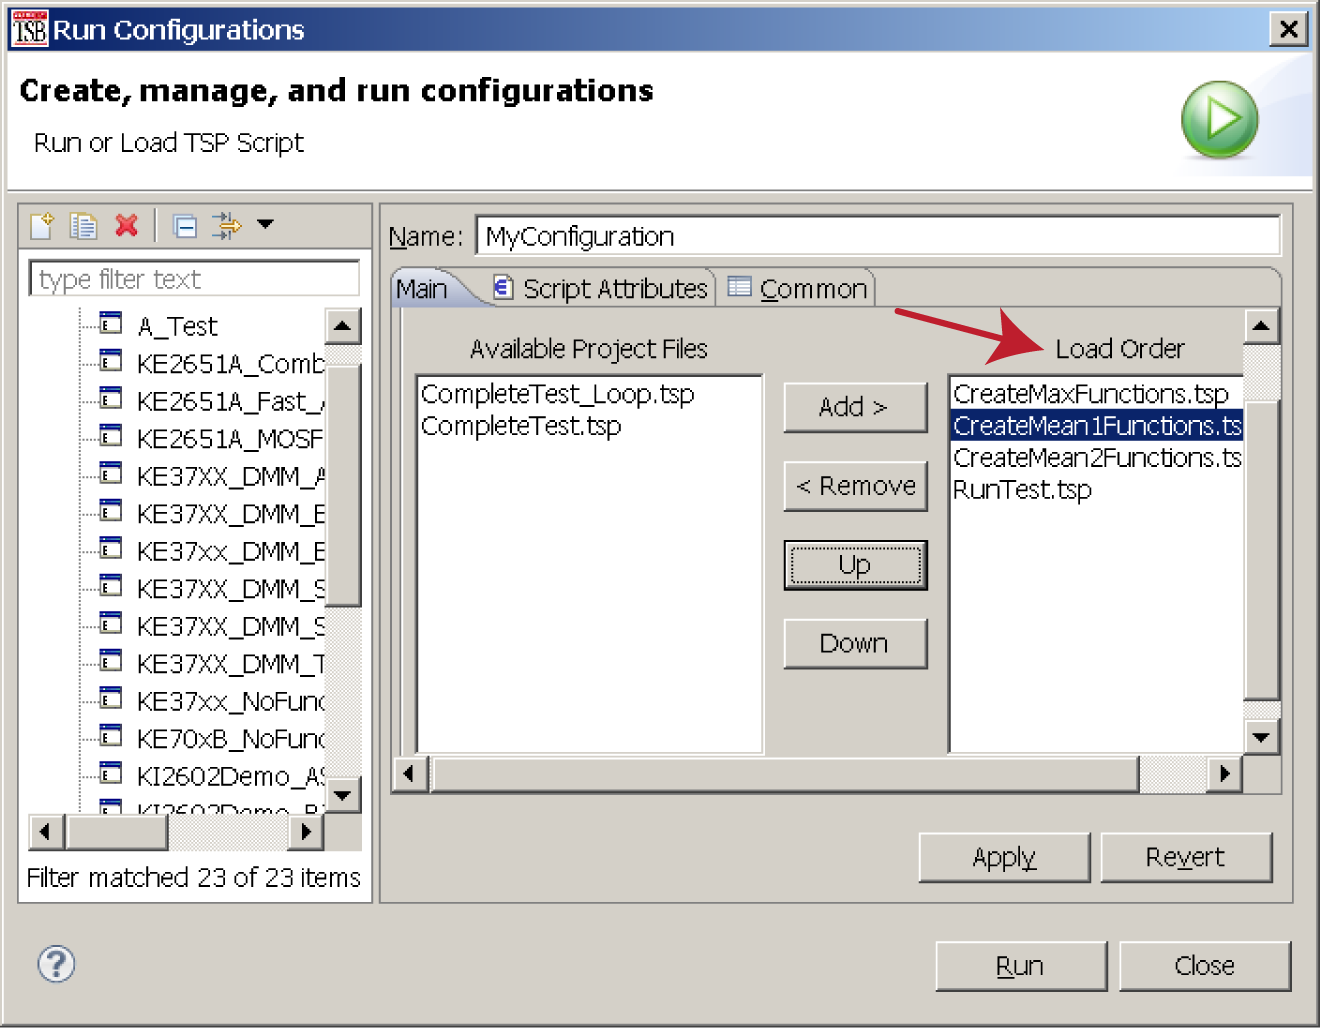 TSB Run Configurations
Create, manage, and run configurations
Run or Load TSP Script
type filter text
A_Test
KE2651A_Comb
KE2651A_Fast_
KE2651A_MOSF
KE37XX_DMM_A
KE37XX_DMM_E
KE37xx_DMM_E
KE37XX_DMM_S
KE37XX_DMM_S
KE37XX_DMM_T
KE37xx_NoFunc
KE70xB_NoFunc
KI2602Demo_AS
KI2602Demo
Filter matched 23 of 23 items
Name: MyConfiguration
Main Script Attributes Common
Available Project Files
CompleteTest_Loop.tsp
CompleteTest.tsp
Add >
< Remove
Up
Down
Load Order
CreateMaxFunctions.tsp
CreateMean1Functions.ts
CreateMean2Functions.ts
RunTest.tsp
Apply Revert
? Run Close